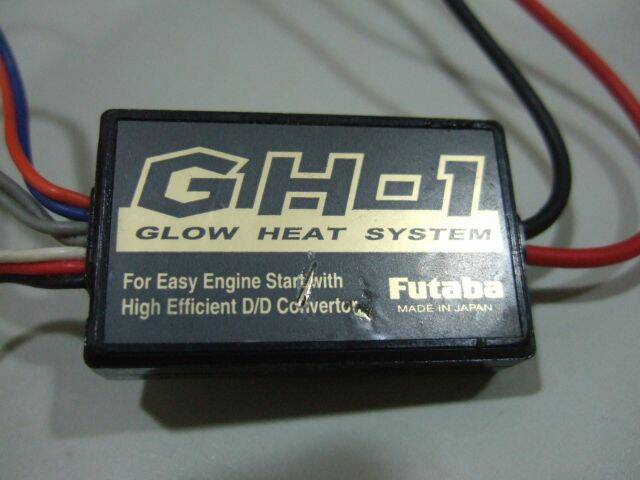 GH-1
GLOW HEAT SYSTEM
For Easy Engine Start with
High Efficient D/D Convertor
Futaba
MADE IN JAPAN